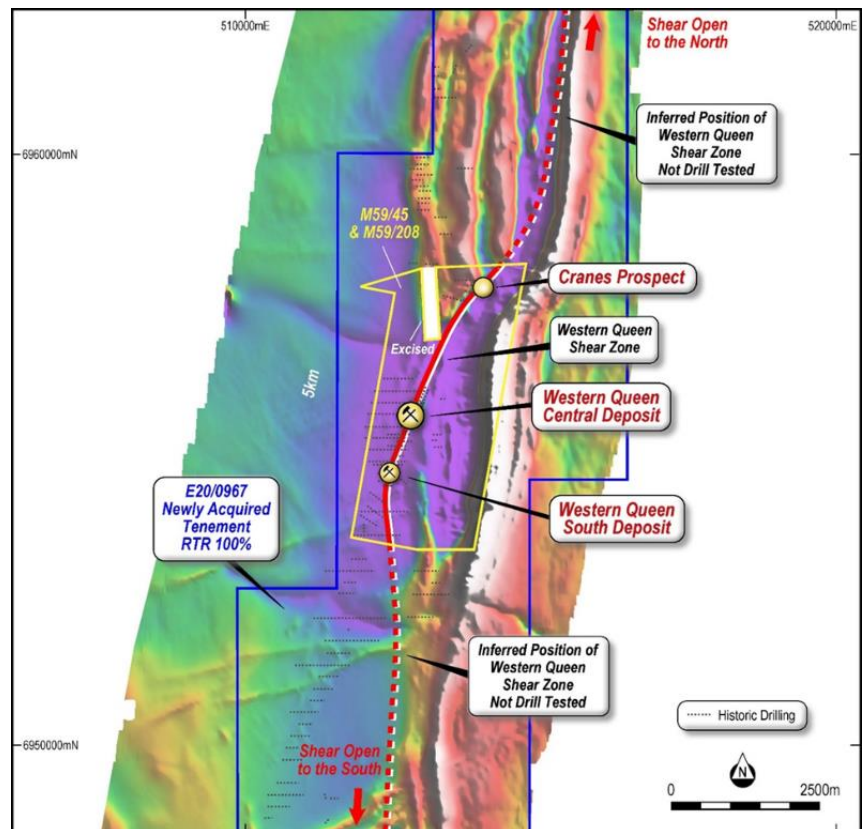 510000mE
520000mE
Shear Open
to the North
Inferred Position of
Western Queen
Shear Zone
Not Drill Tested
6960000mN
M59/45
& M59/208
Cranes Prospect
Excised
Western Queen
Shear Zone
5km
Western Queen
Central Deposit
E20/0967
Newly Acquired
Tenement
RTR 100%
Western Queen
South Deposit
Inferred Position of
Western Queen
Shear Zone
Not Drill Tested
Historic Drilling
6950000mN
Shear Open
to the South
N
0
2500m